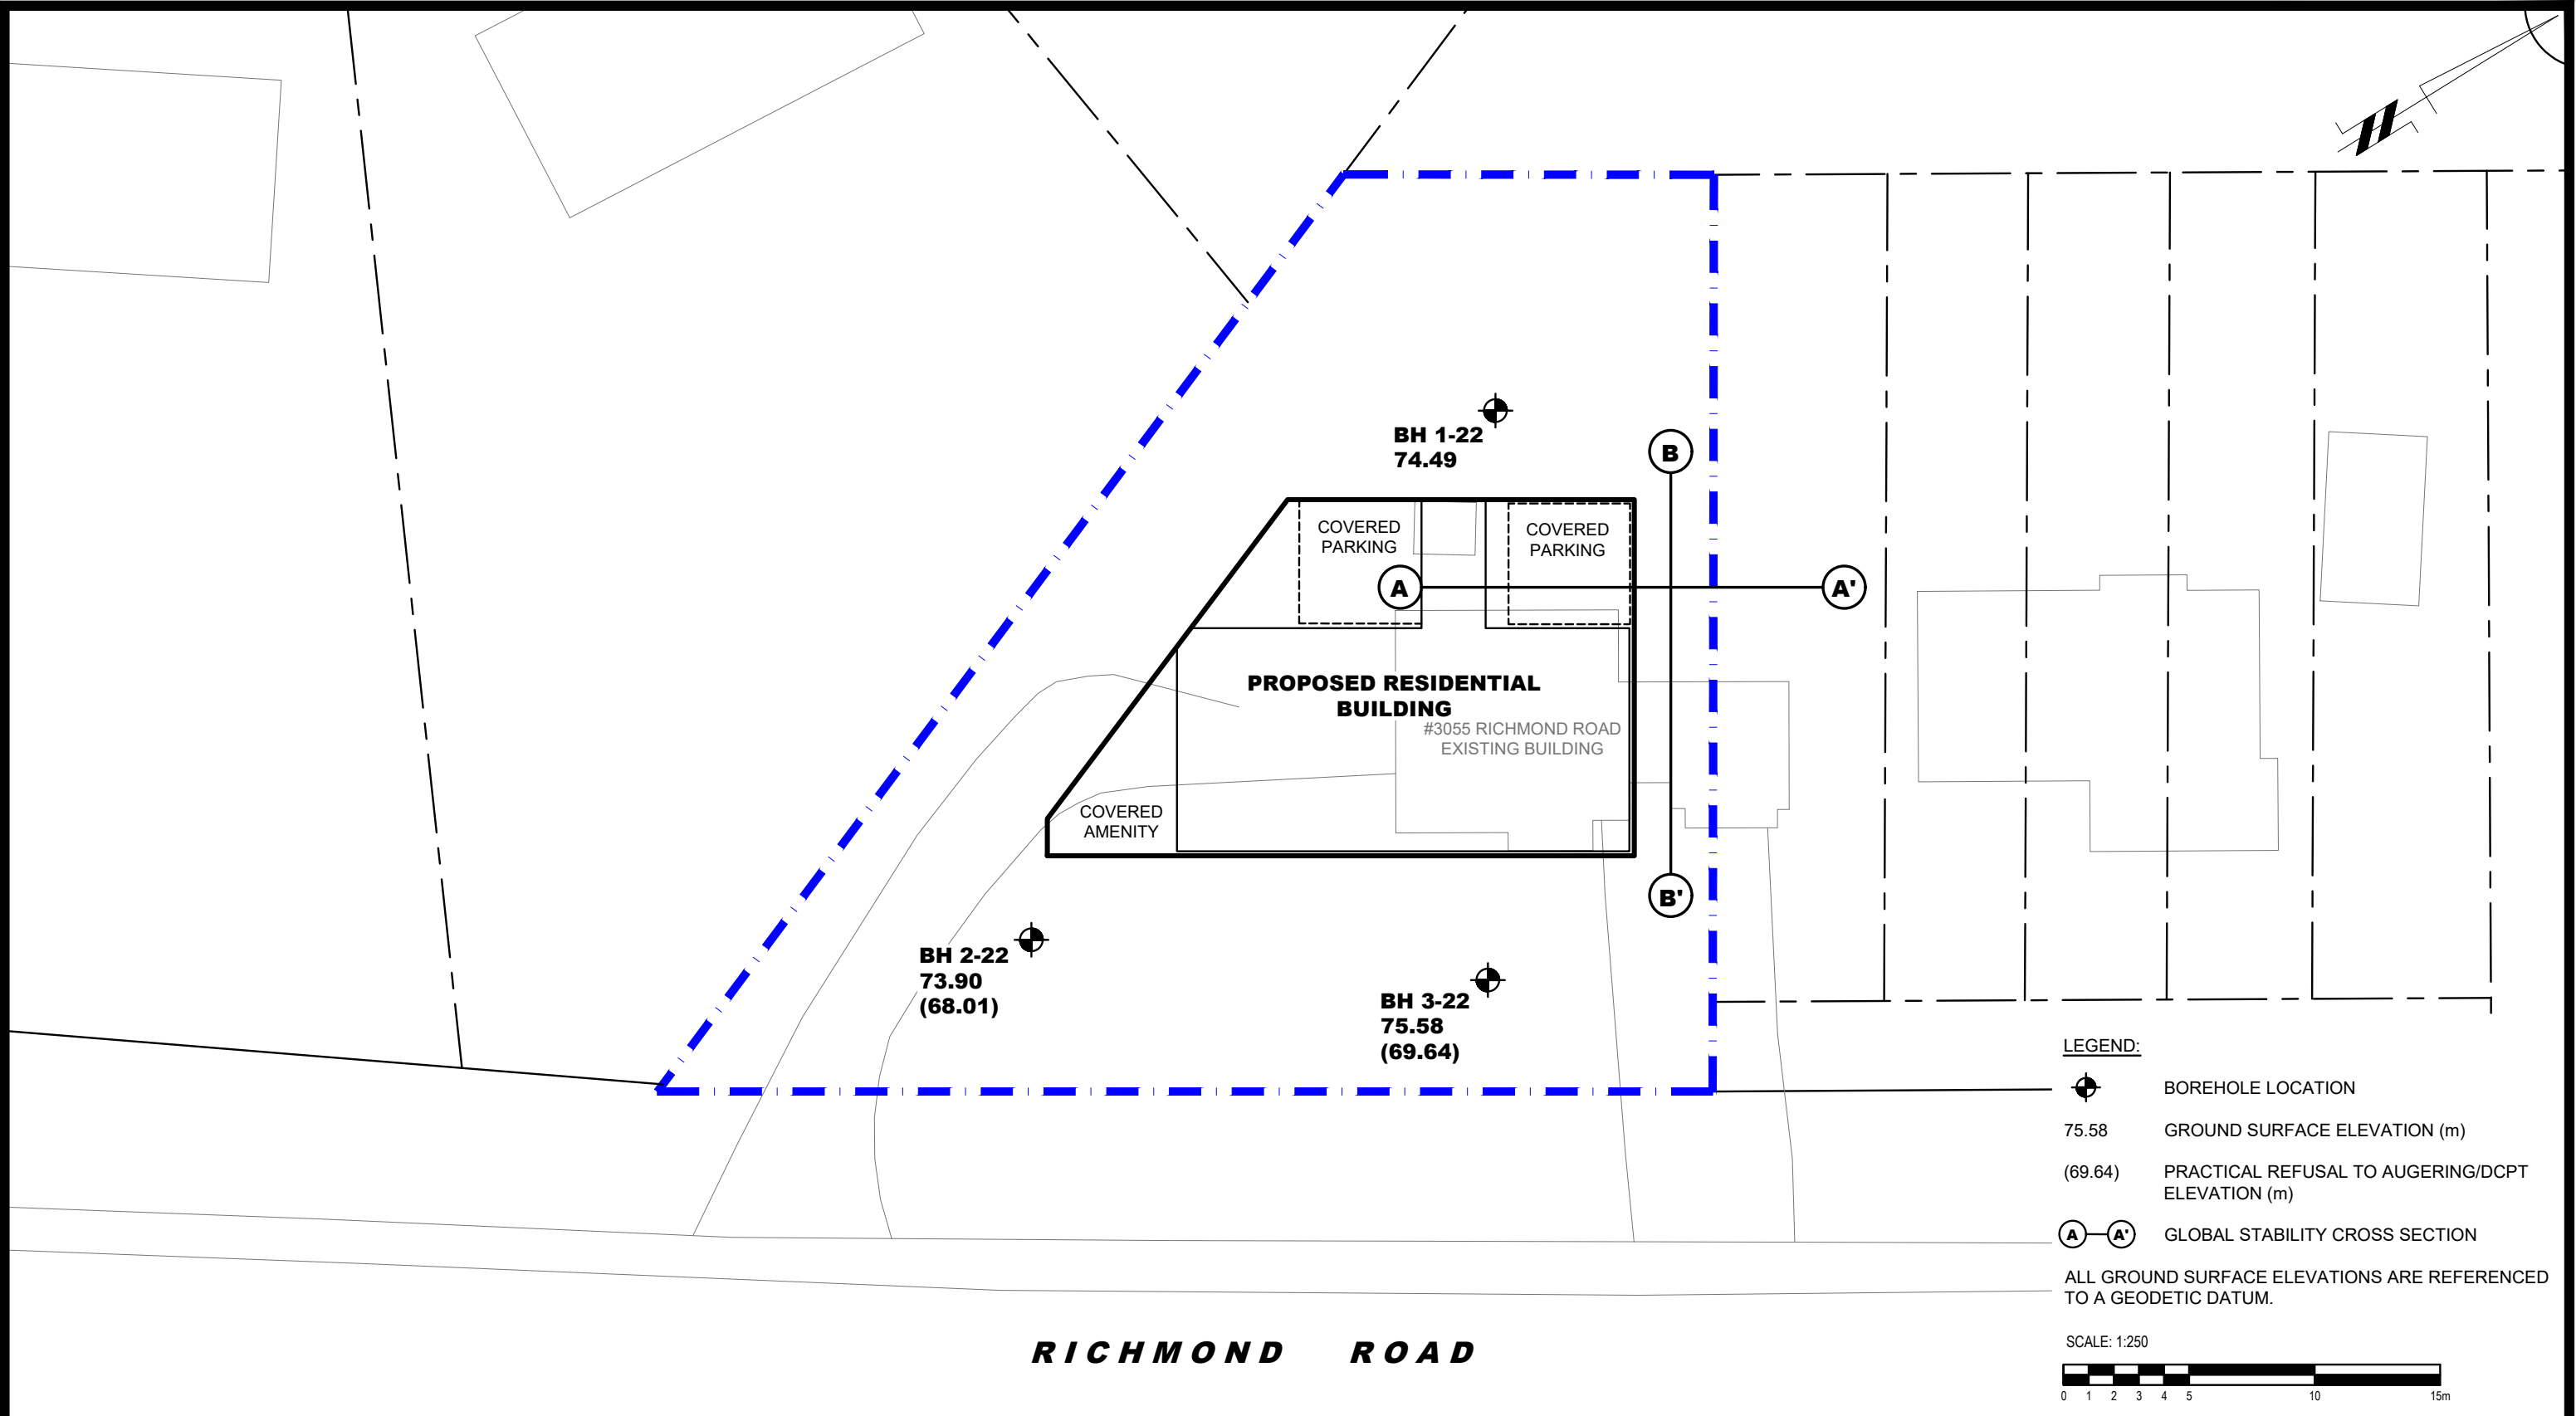 BH 1-22
74.49
B
COVERED
PARKING
COVERED
PARKING
A
A'
PROPOSED RESIDENTIAL
BUILDING
#3055 RICHMOND ROAD
EXISTING BUILDING
COVERED
AMENITY
B'
BH 2-22
73.90
(68.01)
BH 3-22
75.58
(69.64)
LEGEND:
BOREHOLE LOCATION
75.58 GROUND SURFACE ELEVATION (m)
(69.64) PRACTICAL REFUSAL TO AUGERING/DCPT
ELEVATION (m)
A A' GLOBAL STABILITY CROSS SECTION
ALL GROUND SURFACE ELEVATIONS ARE REFERENCED
TO A GEODETIC DATUM.
SCALE: 1:250
0 1 2 3 4 5 10 15m
RICHMOND ROAD